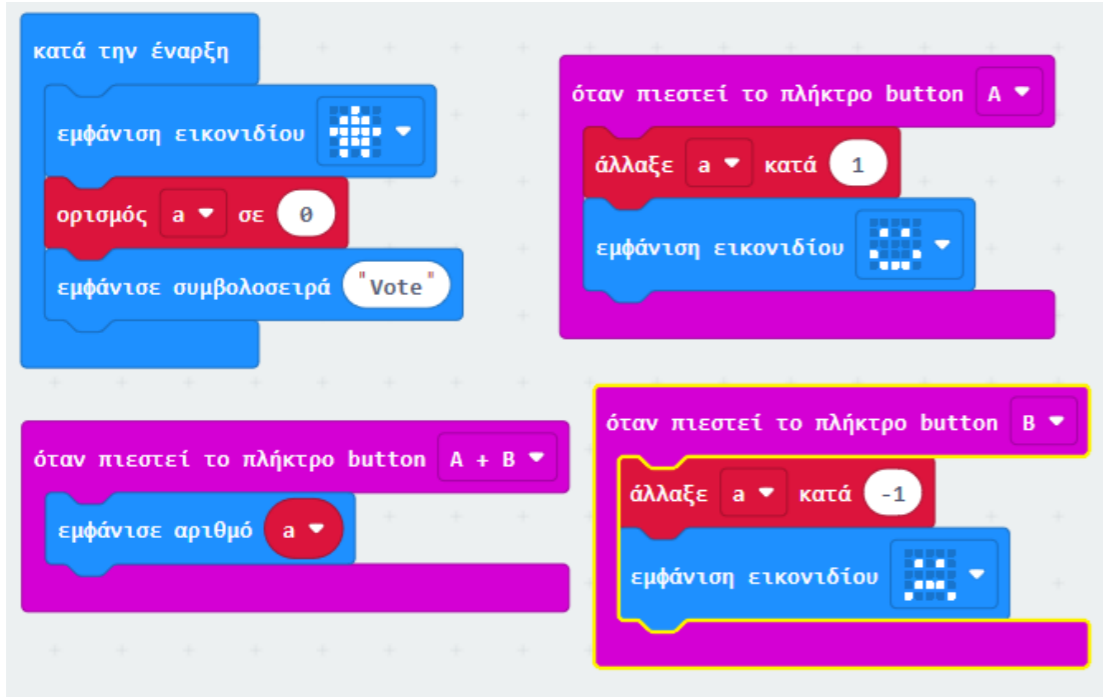 κατά την έναρξη
εμφάνιση εικονιδίου
ορισμός a σε 0
εμφάνισε συμβολοσειρά "Vote"
όταν πιεστεί το πλήκτρο button A
άλλαξε a κατά 1
εμφάνιση εικονιδίου
όταν πιεστεί το πλήκτρο button A + B
εμφάνισε αριθμό a
όταν πιεστεί το πλήκτρο button B
άλλαξε a κατά -1
εμφάνιση εικονιδίου